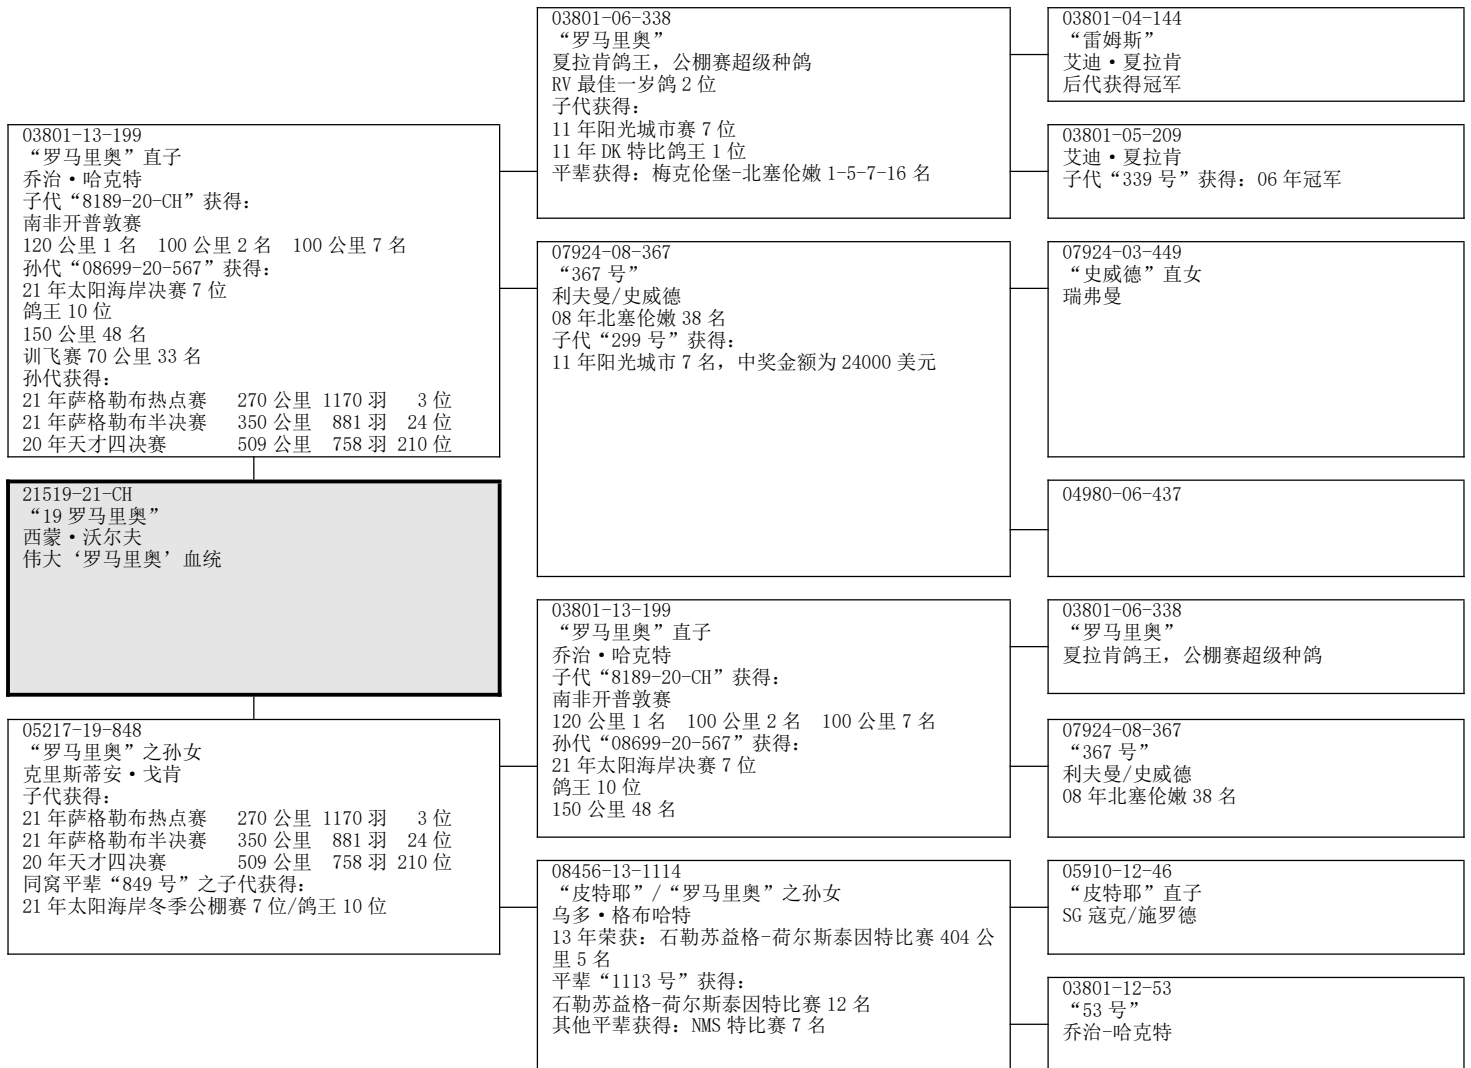 03801-13-199
“罗马里奥”直子
乔治·哈克特
子代“8189-20-CH”获得:
南非开普敦赛
120 公里 1 名 100 公里 2 名 100 公里 7 名
孙代“08699-20-567”获得:
21 年太阳海岸决赛 7 位
鸽王 10 位
150 公里 48 名
训飞赛 70 公里 33 名
孙代获得:
21 年萨格勒布热点赛 270 公里 1170 羽 3 位
21 年萨格勒布半决赛 350 公里 881 羽 24 位
20 年天才四决赛 509 公里 758 羽 210 位
21519-21-CH
“19 罗马里奥”
西蒙·沃尔夫
伟大‘罗马里奥’血统
05217-19-848
“罗马里奥”之孙女
克里斯蒂安·戈肯
子代获得:
21 年萨格勒布热点赛 270 公里 1170 羽 3 位
21 年萨格勒布半决赛 350 公里 881 羽 24 位
20 年天才四决赛 509 公里 758 羽 210 位
同窝平辈“849 号”之子代获得:
21 年太阳海岸冬季公棚赛 7 位/鸽王 10 位
03801-06-338
“罗马里奥”
夏拉肯鸽王，公棚赛超级种鸽
RV 最佳一岁鸽 2 位
子代获得:
11 年阳光城市赛 7 位
11 年 DK 特比鸽王 1 位
平辈获得: 梅克伦堡-北塞伦嫩 1-5-7-16 名
07924-08-367
“367 号”
利夫曼/史威德
08 年北塞伦嫩 38 名
子代“299 号”获得:
11 年阳光城市 7 名，中奖金额为 24000 美元
03801-13-199
“罗马里奥”直子
乔治·哈克特
子代“8189-20-CH”获得:
南非开普敦赛
120 公里 1 名 100 公里 2 名 100 公里 7 名
孙代“08699-20-567”获得:
21 年太阳海岸决赛 7 位
鸽王 10 位
150 公里 48 名
08456-13-1114
“皮特耶”/“罗马里奥”之孙女
乌多·格布哈特
13 年荣获: 石勒苏益格-荷尔斯泰因特比赛 404 公
里 5 名
平辈“1113 号”获得:
石勒苏益格-荷尔斯泰因特比赛 12 名
其他平辈获得: NMS 特比赛 7 名
03801-04-144
“雷姆斯”
艾迪·夏拉肯
后代获得冠军
03801-05-209
艾迪·夏拉肯
子代“339 号”获得: 06 年冠军
07924-03-449
“史威德”直女
瑞弗曼
04980-06-437
03801-06-338
“罗马里奥”
夏拉肯鸽王，公棚赛超级种鸽
07924-08-367
“367 号”
利夫曼/史威德
08 年北塞伦嫩 38 名
05910-12-46
“皮特耶”直子
SG 寇克/施罗德
03801-12-53
“53 号”
乔治-哈克特